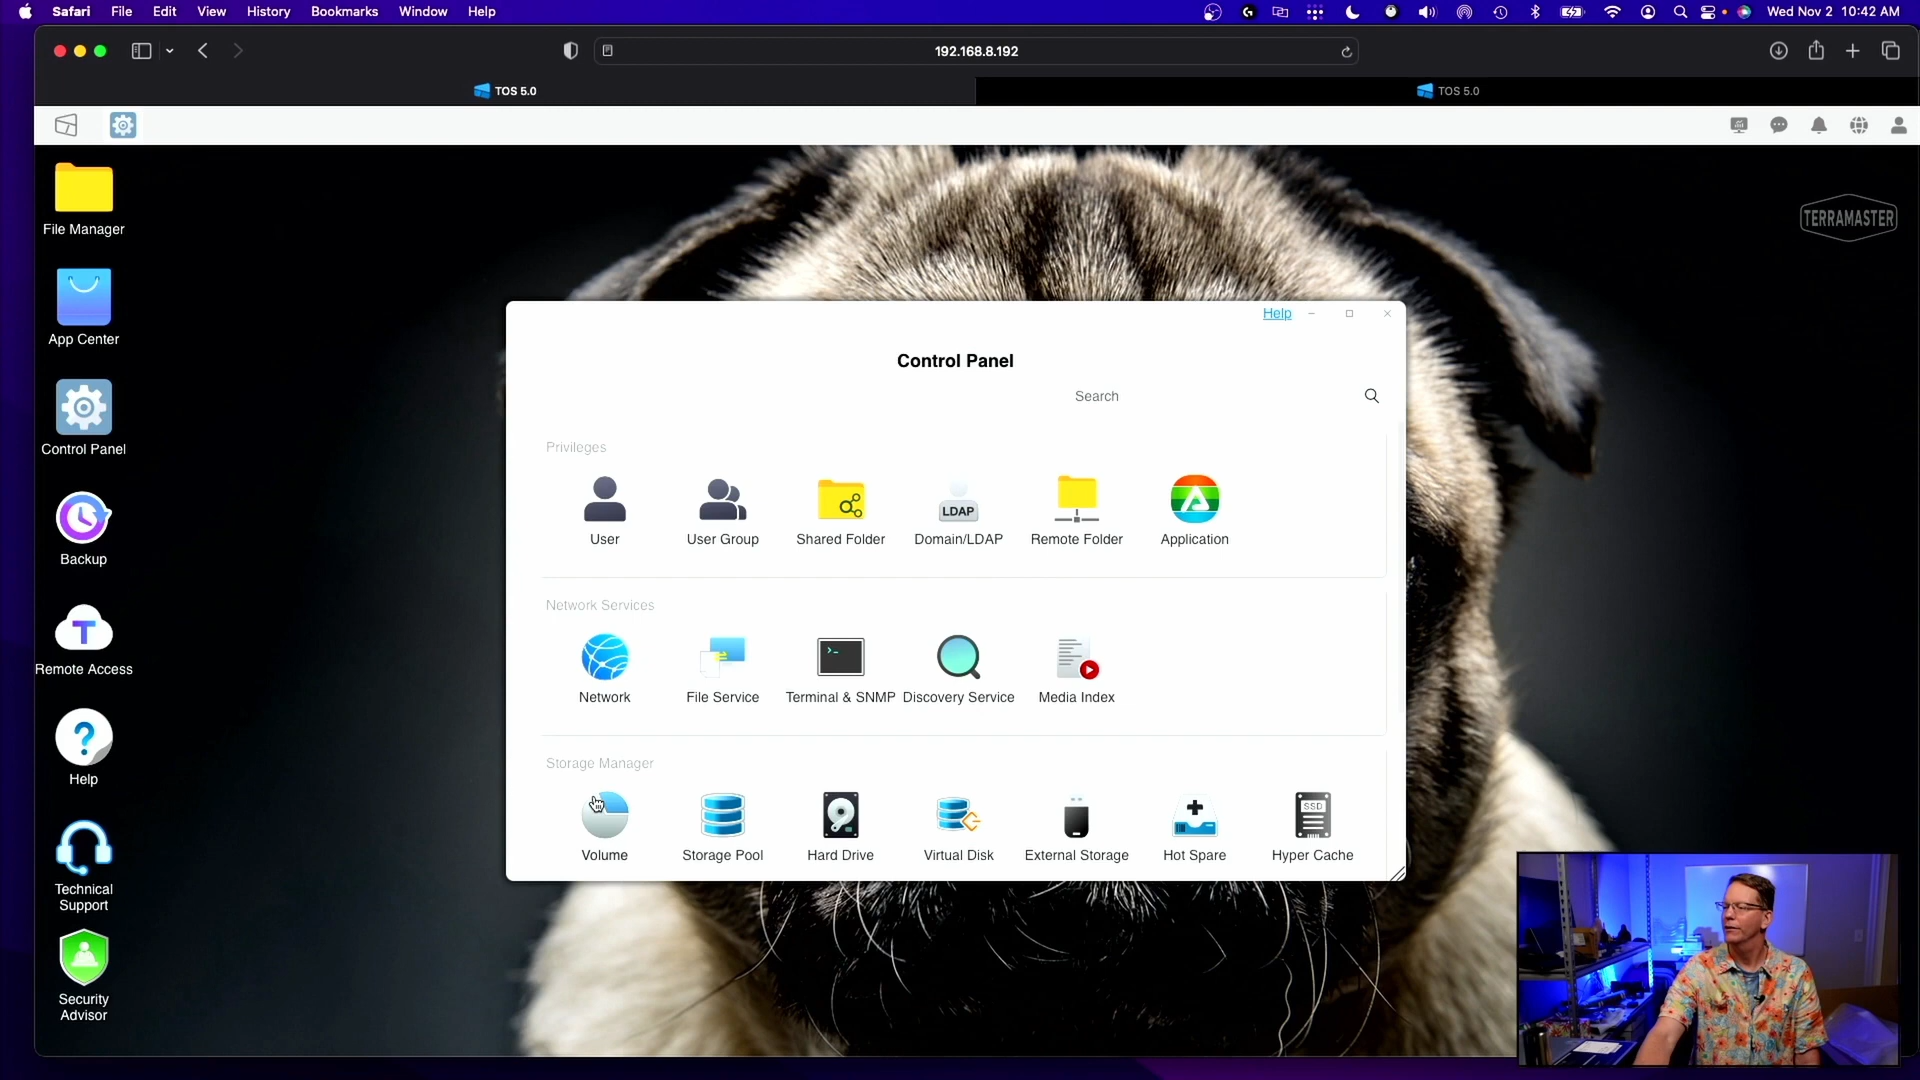 Safari File Edit View History Bookmarks Window Help
Wed Nov 2 10:42 AM
192.168.8.192
TOS 5.0
TOS 5.0
File Manager
App Center
Control Panel
Backup
T
Remote Access
?
Help
Technical
Support
Security
Advisor
TERRAMASTER
Help
Control Panel
Search
Privileges
LDAP
User
User Group
Shared Folder
Domain/LDAP
Remote Folder
Application
Network Services
Network
File Service
Terminal & SNMP
Discovery Service
Media Index
Storage Manager
SSD
Volume
Storage Pool
Hard Drive
Virtual Disk
External Storage
Hot Spare
Hyper Cache